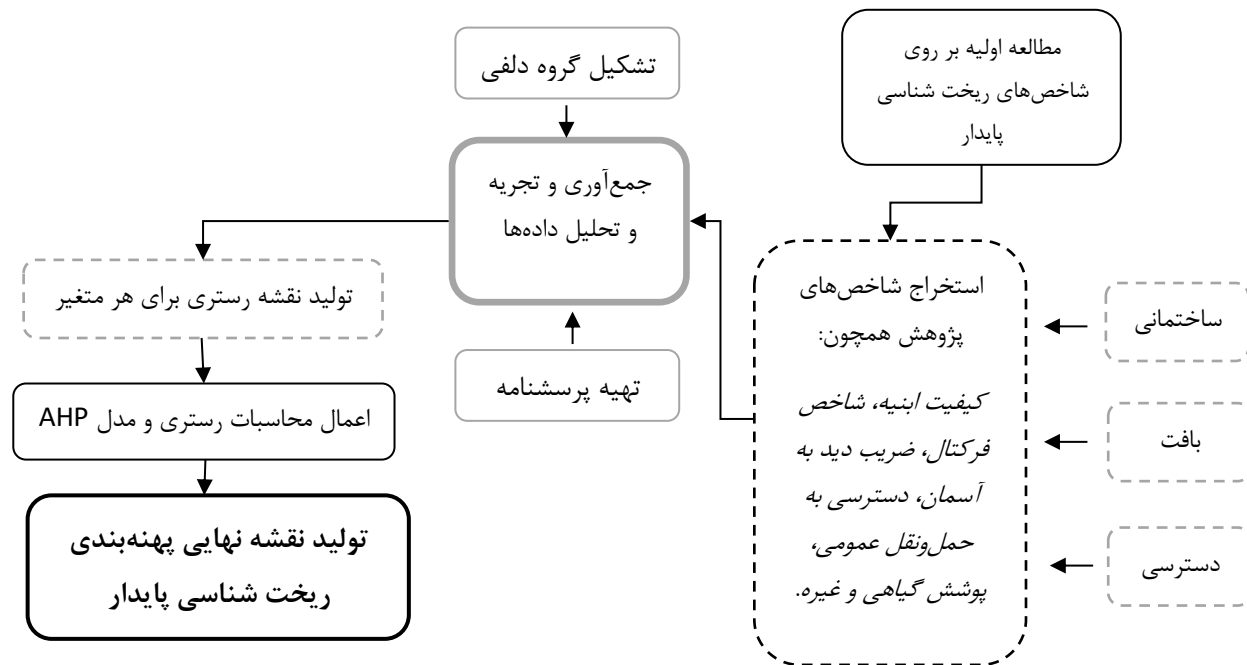 مطالعه اولیه بر روی
شاخص‌های ریخت شناسی
پایدار
تشکیل گروه دلفی
جمع‌آوری و تجریه
و تحلیل داده‌ها
تهیه پرسشنامه
استخراج شاخص‌های
پژوهش همچون:
کیفیت ابنیه، شاخص
فرکتال، ضریب دید به
آسمان، دسترسی به
حمل‌ونقل عمومی،
پوشش گیاهی و غیره.
ساختمانی
بافت
دسترسی
تولید نقشه رستری برای هر متغیر
اعمال محاسبات رستری و مدل AHP
تولید نقشه نهایی پهنه‌بندی
ریخت شناسی پایدار